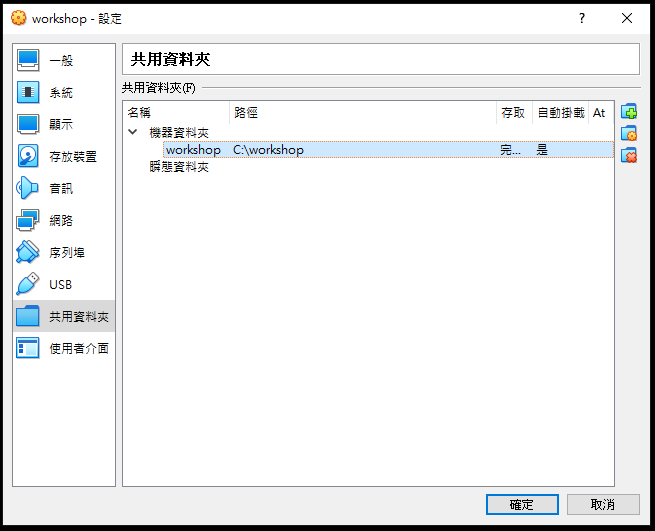 workshop - 設定
?
一般
系統
顯示
存放裝置
音訊
網路
序列埠
USB
共用資料夾
使用者介面
共用資料夾
共用資料夾(F)
名稱 路徑 存取 自動掛載 At
機器資料夾
workshop C:\workshop 完... 是
瞬態資料夾
確定 取消